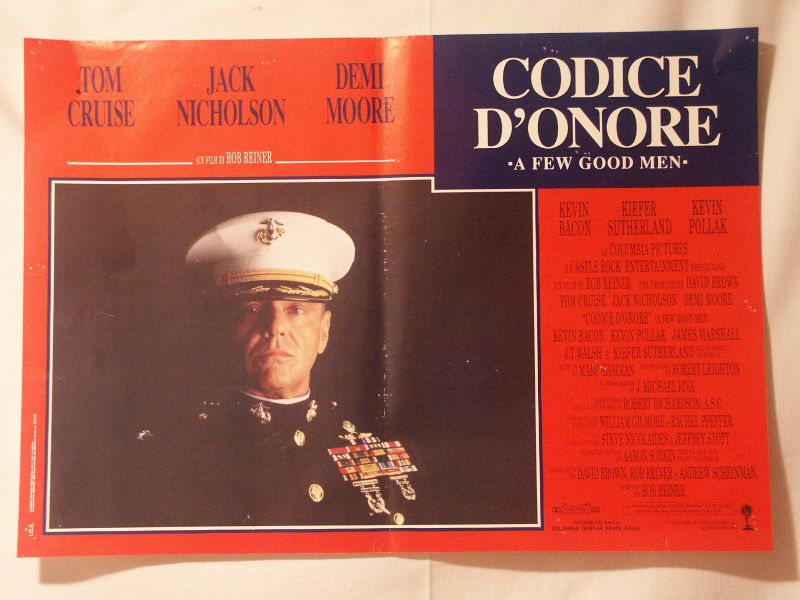 TOM CRUISE
JACK NICHOLSON
DEMI MOORE
UN FILM DI ROB REINER
CODICE
D'ONORE
-A FEW GOOD MEN-
KEVIN BACON
KIEFER SUTHERLAND
KEVIN POLLAK
COLUMBIA PICTURES
E CASTLE ROCK ENTERTAINMENT PRESENTANO
UN FILM DI ROB REINER UNA PRODUZIONE DAVID BROWN
TOM CRUISE JACK NICHOLSON DEMI MOORE
"CODICE D'ONORE" (A FEW GOOD MEN)
KEVIN BACON KEVIN POLLAK JAMES MARSHALL
J.T. WALSH E KIEFER SUTHERLAND
MARC SHAIMAN ROBERT LEIGHTON
J. MICHAEL RIVA
ROBERT RICHARDSON, A.S.C.
WILLIAM GILMORE E RACHEL PFEFFER
STEVE NICOLAIDES E JEFFREY STOTT
AARON SORKIN
DAVID BROWN, ROB REINER E ANDREW SCHEINMAN
ROB REINER
DISTRIBUITO DALLA
COLUMBIA TRISTAR FILMS ITALIA